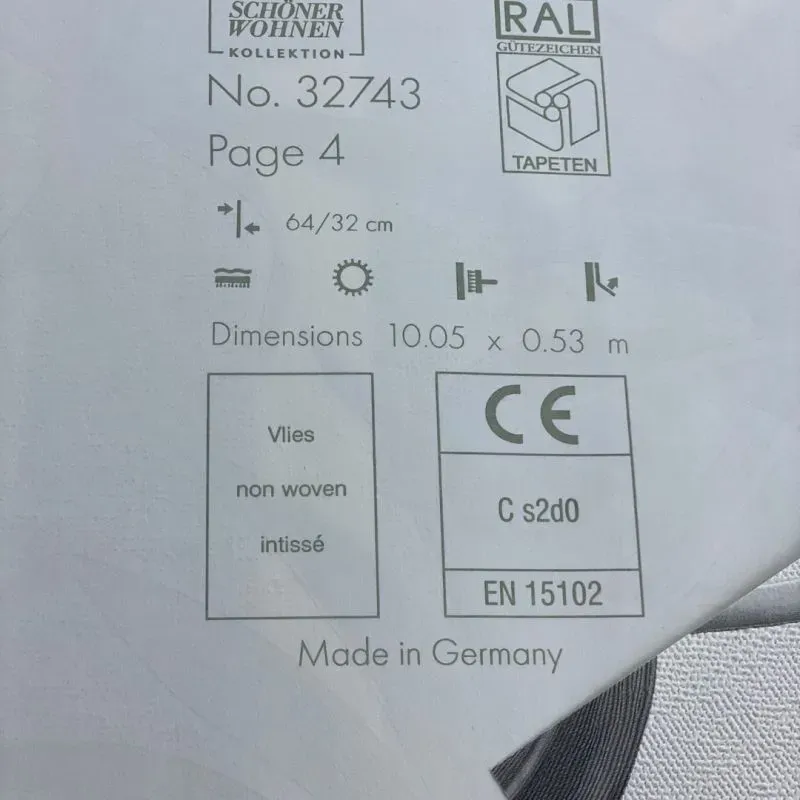 SCHÖNER
WOHNEN
KOLLEKTION
RAL
GÜTEZEICHEN
TAPETEN
No. 32743
Page 4
64/32 cm
Dimensions 10.05 x 0.53 m
Vlies
non woven
intissé
CE
C s2d0
EN 15102
Made in Germany